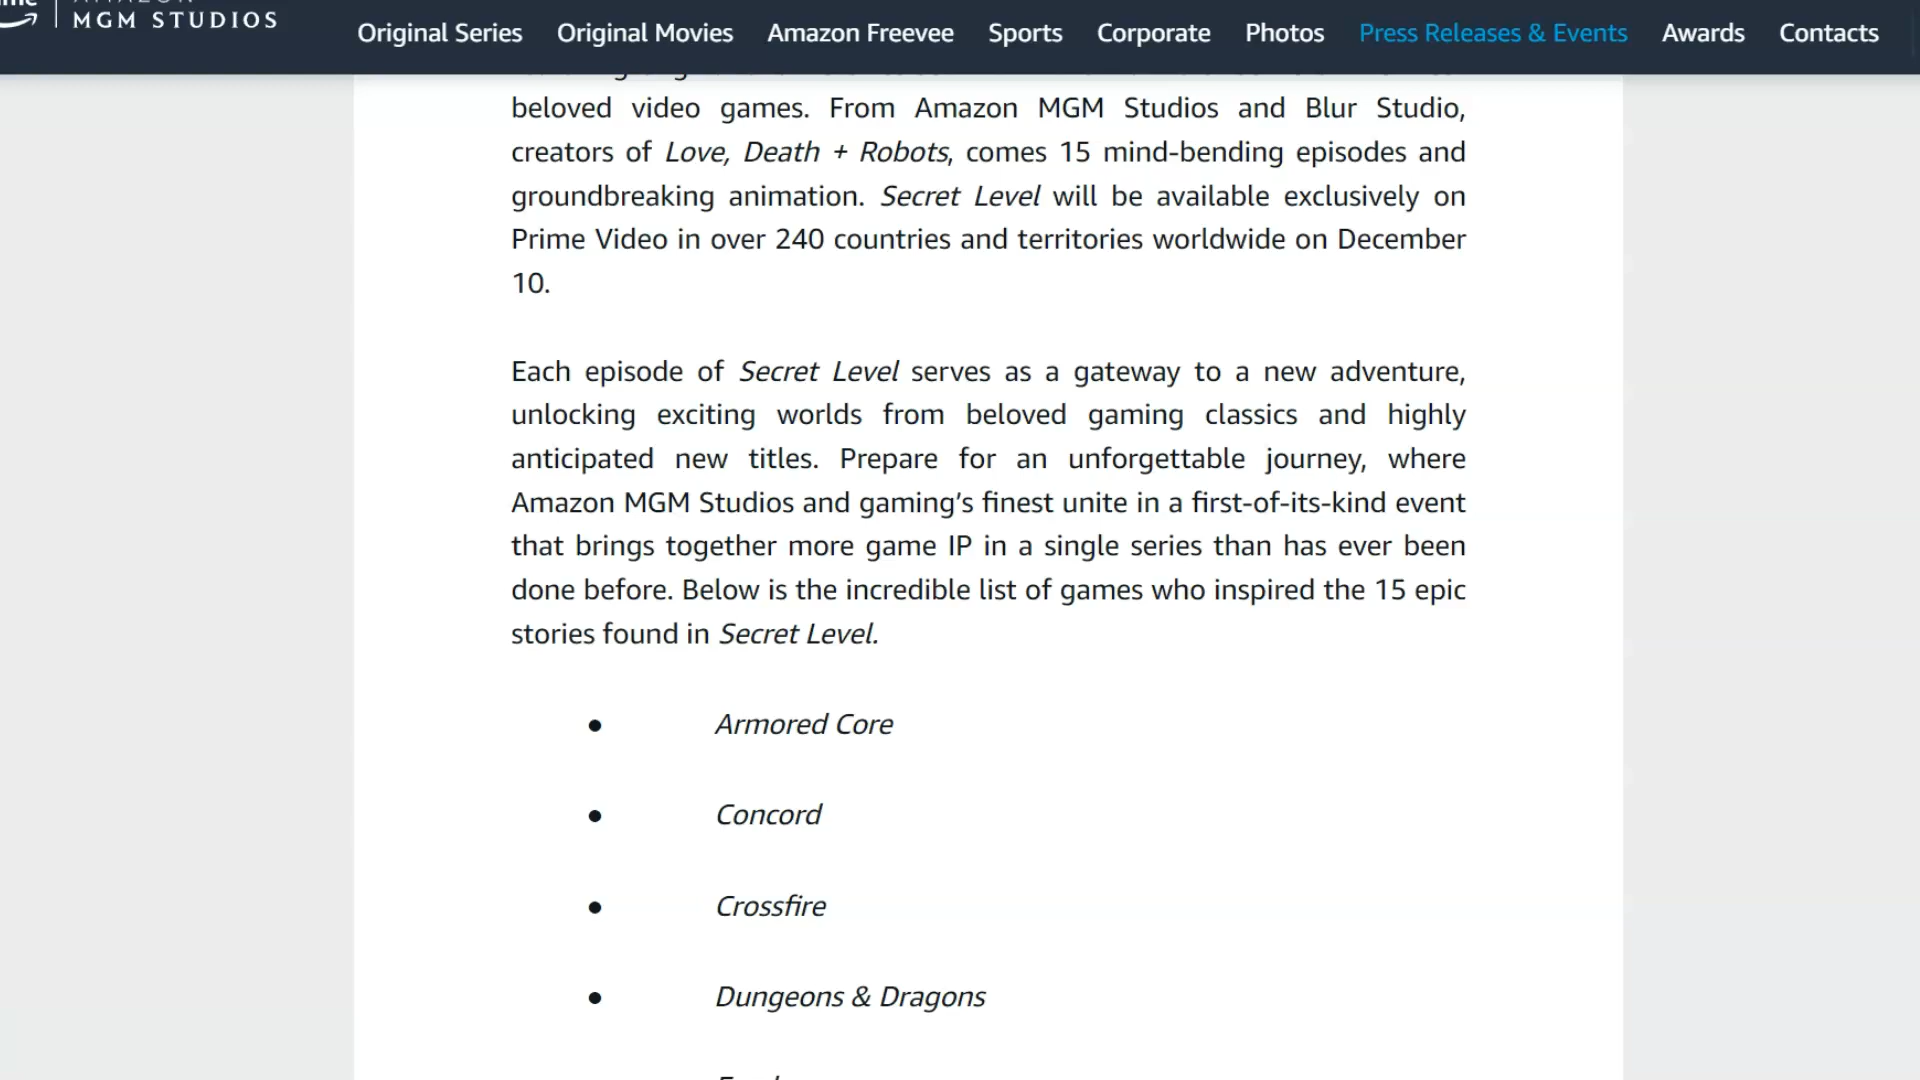 MGM STUDIOS
Original Series Original Movies Amazon Freevee Sports Corporate Photos Press Releases & Events Awards Contacts
beloved video games. From Amazon MGM Studios and Blur Studio,
creators of Love, Death + Robots, comes 15 mind-bending episodes and
groundbreaking animation. Secret Level will be available exclusively on
Prime Video in over 240 countries and territories worldwide on December
10.
Each episode of Secret Level serves as a gateway to a new adventure,
unlocking exciting worlds from beloved gaming classics and highly
anticipated new titles. Prepare for an unforgettable journey, where
Amazon MGM Studios and gaming’s finest unite in a first-of-its-kind event
that brings together more game IP in a single series than has ever been
done before. Below is the incredible list of games who inspired the 15 epic
stories found in Secret Level.
● Armored Core
● Concord
● Crossfire
● Dungeons & Dragons